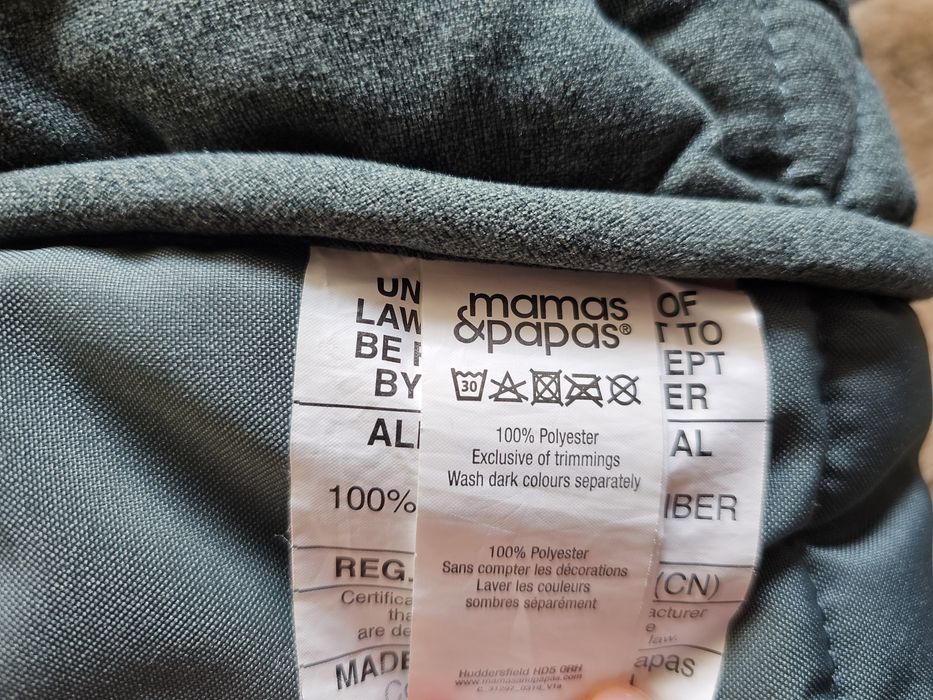 mamas
&papas®
30
100% Polyester
Exclusive of trimmings
Wash dark colours separately
100% Polyester
Sans compter les décorations
Laver les couleurs
sombres séparément
Huddersfield HD5 0RH
www.mamasandpapas.com
UN
LAW
BE
BY
ALL
100%
REG.
Certifica
tha
are de
MADE
OF
T TO
EPT
ER
AL
IBER
(CN)
acturer
e
law.
apas